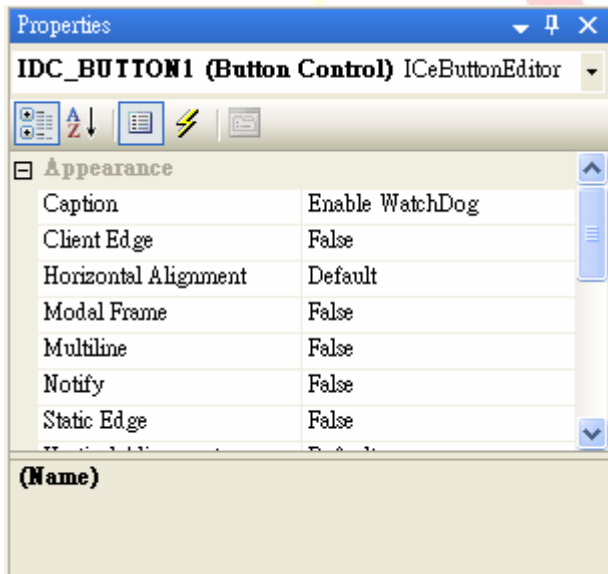 Properties
IDC_BUTTON1 (Button Control) ICeButtonEditor
Appearance
Caption Enable WatchDog
Client Edge False
Horizontal Alignment Default
Modal Frame False
Multiline False
Notify False
Static Edge False
(Name)